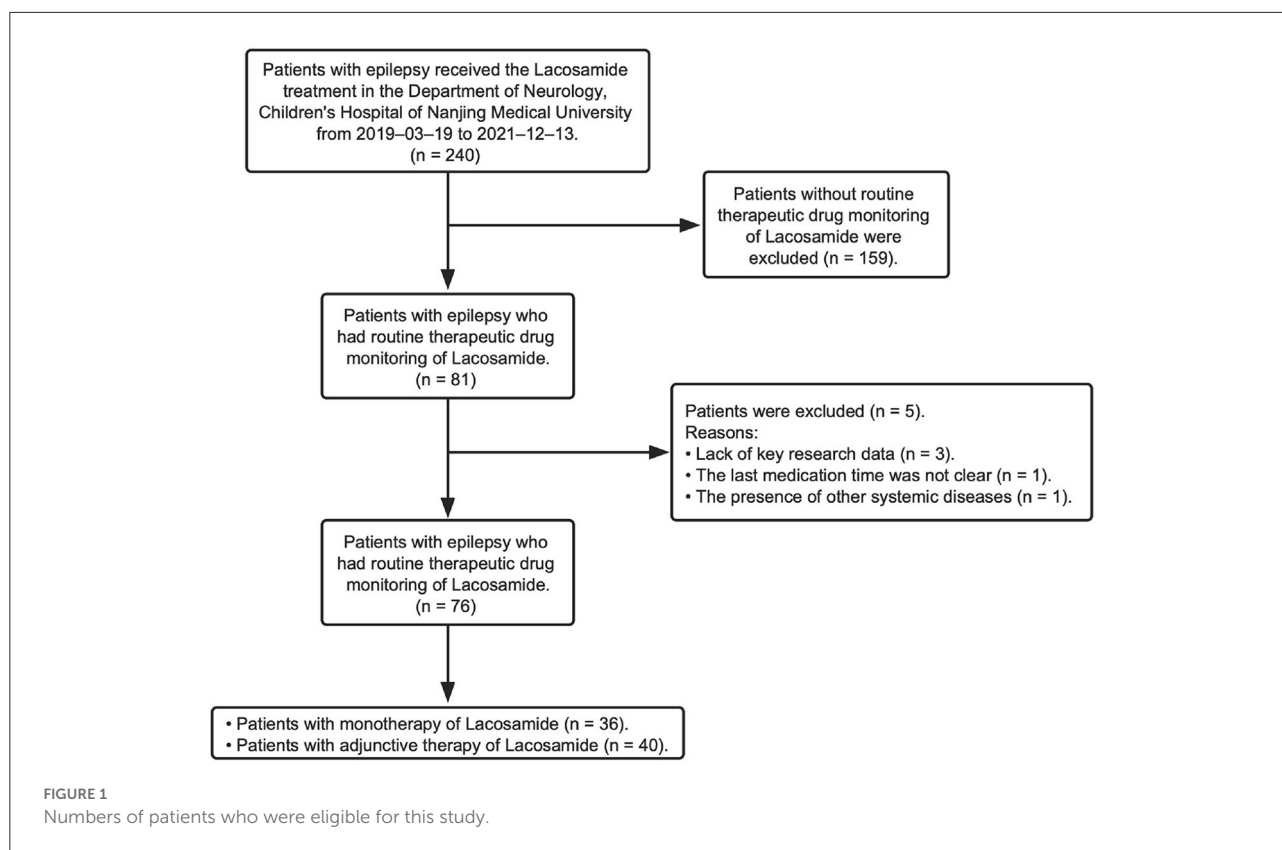 Patients with epilepsy received the Lacosamide
treatment in the Department of Neurology,
Children's Hospital of Nanjing Medical University
from 2019–03–19 to 2021–12–13.
(n = 240)
Patients without routine
therapeutic drug monitoring
of Lacosamide were
excluded (n = 159).
Patients with epilepsy who
had routine therapeutic drug
monitoring of Lacosamide.
(n = 81)
Patients were excluded (n = 5).
Reasons:
• Lack of key research data (n = 3).
• The last medication time was not clear (n = 1).
• The presence of other systemic diseases (n = 1).
Patients with epilepsy who
had routine therapeutic drug
monitoring of Lacosamide.
(n = 76)
• Patients with monotherapy of Lacosamide (n = 36).
• Patients with adjunctive therapy of Lacosamide (n = 40).
FIGURE 1
Numbers of patients who were eligible for this study.